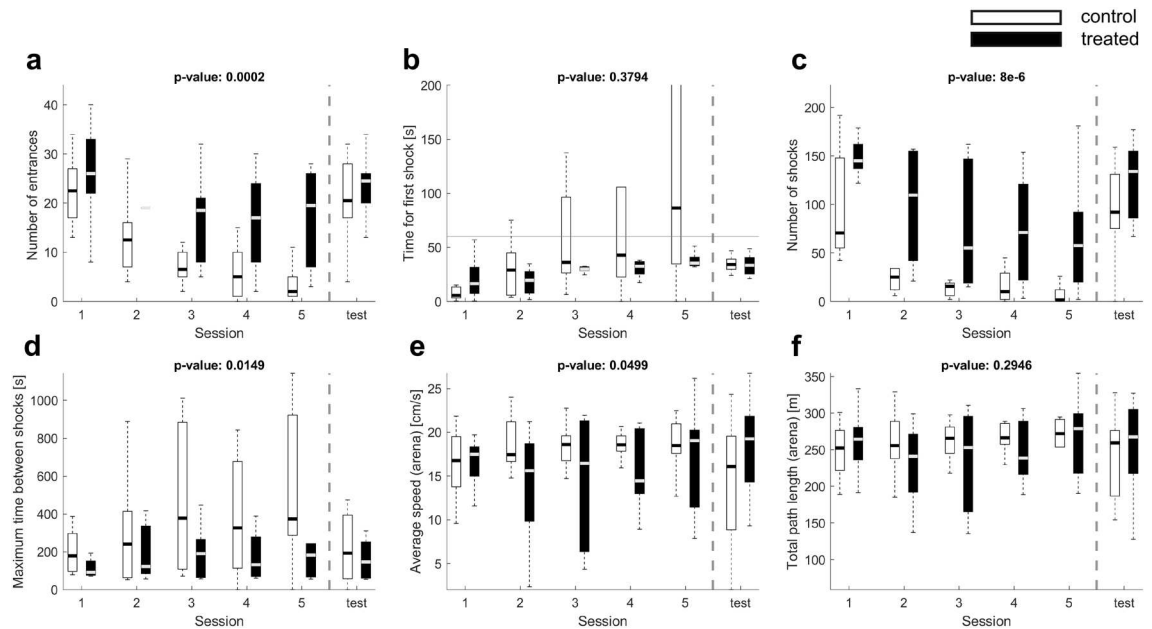 control
treated
a
p-value: 0.0002
Number of entrances
40
30
20
10
0
1 2 3 4 5 test
Session
b
p-value: 0.3794
Time for first shock [s]
200
150
100
50
0
1 2 3 4 5 test
Session
c
p-value: 8e-6
Number of shocks
200
150
100
50
0
1 2 3 4 5 test
Session
d
p-value: 0.0149
Maximum time between shocks [s]
1000
800
600
400
200
0
1 2 3 4 5 test
Session
e
p-value: 0.0499
Average speed (arena) [cm/s]
25
20
15
10
5
1 2 3 4 5 test
Session
f
p-value: 0.2946
Total path length (arena) [m]
350
300
250
200
150
100
1 2 3 4 5 test
Session